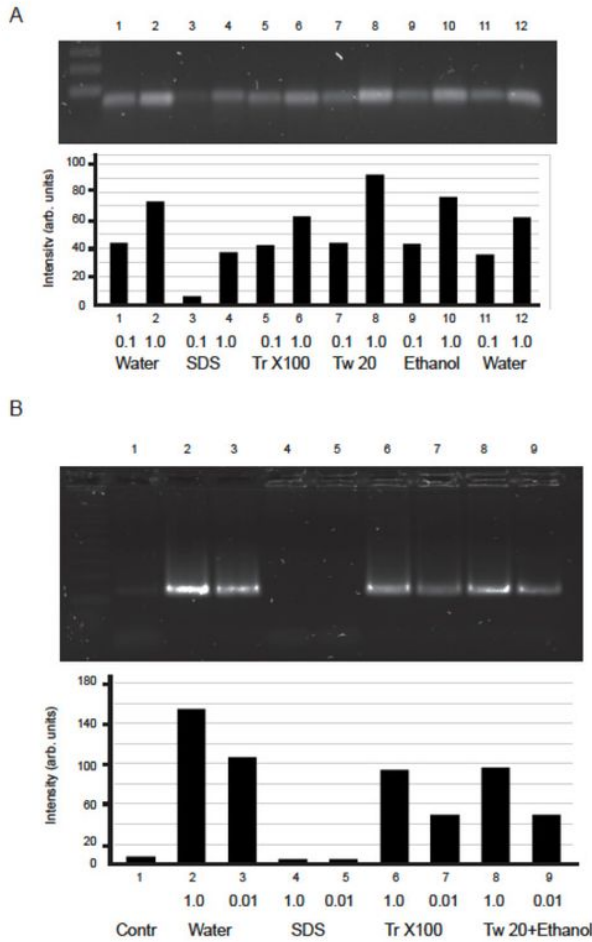 A
1 2 3 4 5 6 7 8 9 10 11 12
100
80
60
40
20
0
Intensity (arb. units)
1 2 3 4 5 6 7 8 9 10 11 12
0.1 1.0 0.1 1.0 0.1 1.0 0.1 1.0 0.1 1.0 0.1 1.0
Water SDS Tr X100 Tw 20 Ethanol Water
B
1 2 3 4 5 6 7 8 9
180
140
100
60
20
0
Intensity (arb. units)
1 2 3 4 5 6 7 8 9
1.0 0.01 1.0 0.01 1.0 0.01 1.0 0.01
Contr Water SDS Tr X100 Tw 20+Ethanol